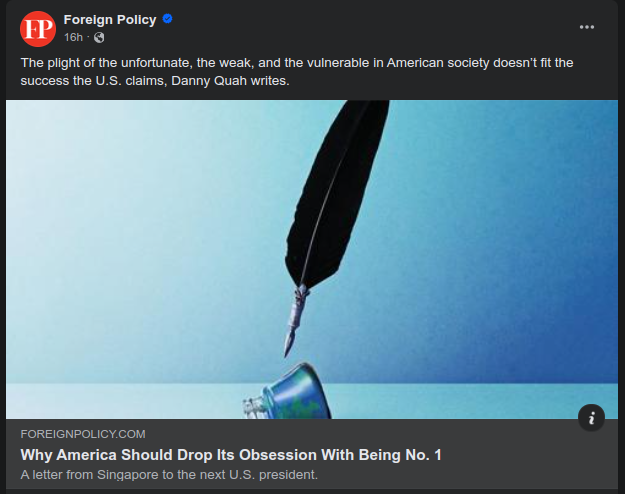 FP
Foreign Policy
16h ·
The plight of the unfortunate, the weak, and the vulnerable in American society doesn't fit the
success the U.S. claims, Danny Quah writes.
i
FOREIGNPOLICY.COM
Why America Should Drop Its Obsession With Being No. 1
A letter from Singapore to the next U.S. president.